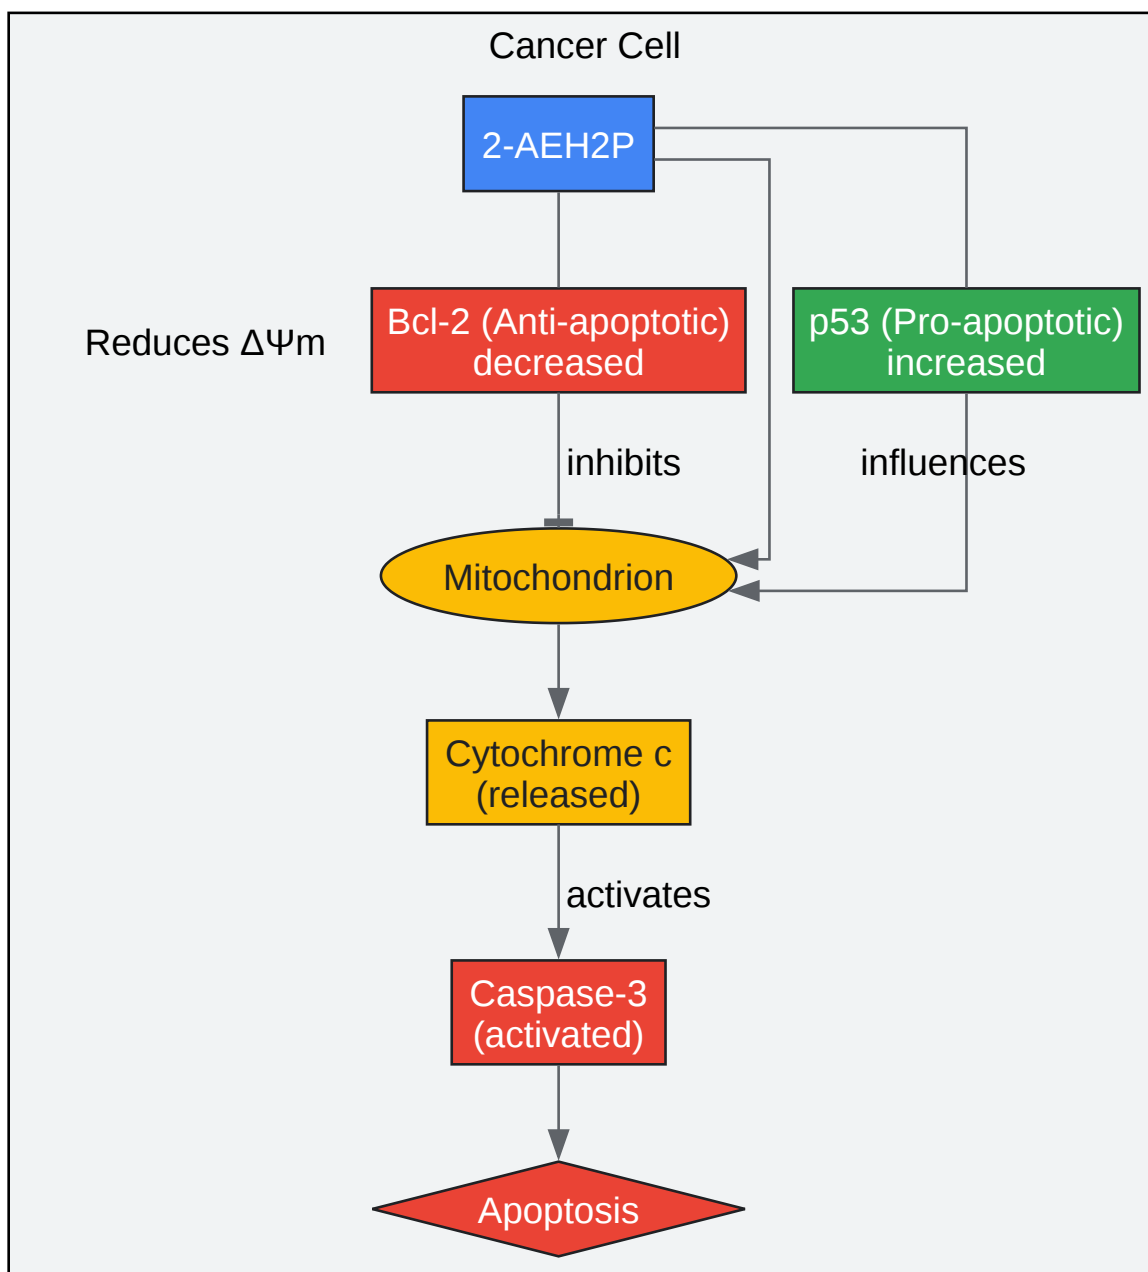 Cancer Cell
2-AEH2P
Reduces ΔΨm
Bcl-2 (Anti-apoptotic)
decreased
p53 (Pro-apoptotic)
increased
inhibits
influences
Mitochondrion
Cytochrome c
(released)
activates
Caspase-3
(activated)
Apoptosis